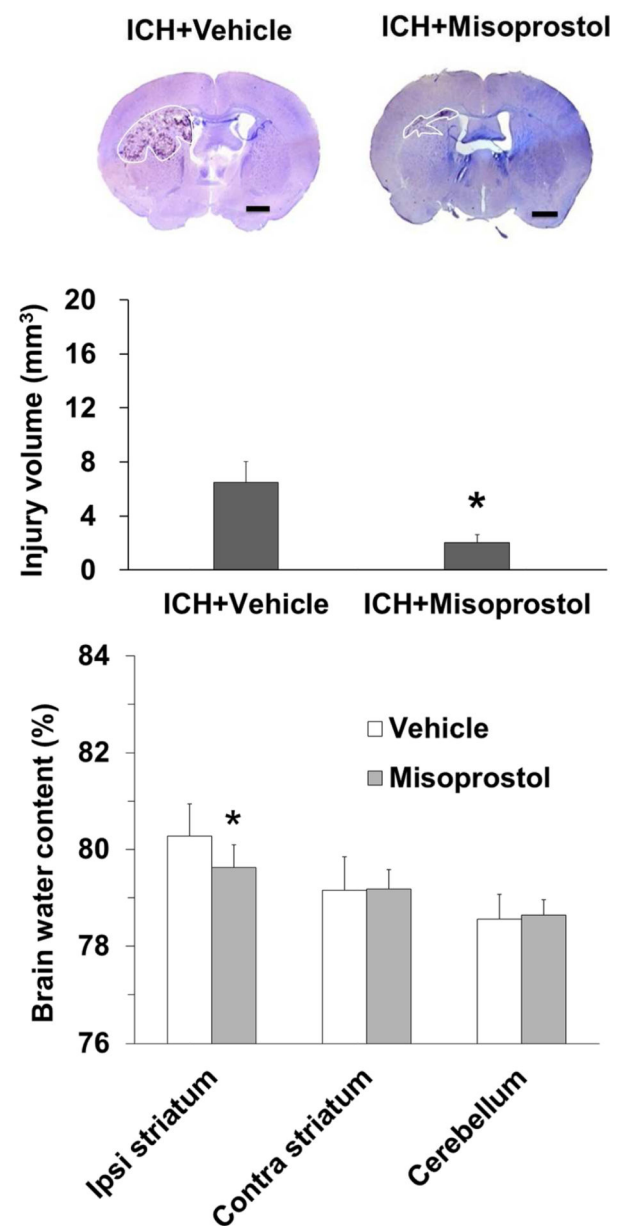 ICH+Vehicle
ICH+Misoprostol
Injury volume (mm³)
20
16
12
8
4
0
*
ICH+Vehicle
ICH+Misoprostol
Brain water content (%)
84
82
80
78
76
Vehicle
Misoprostol
*
Ipsi striatum
Contra striatum
Cerebellum